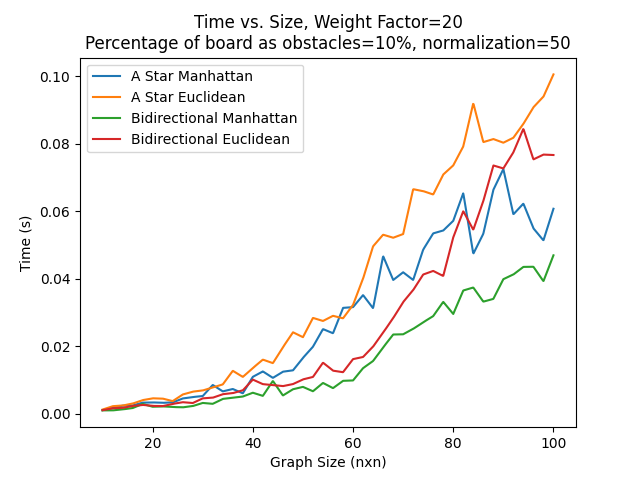 Time vs. Size, Weight Factor=20
Percentage of board as obstacles=10%, normalization=50
A Star Manhattan
A Star Euclidean
Bidirectional Manhattan
Bidirectional Euclidean
0.10
0.08
0.06
0.04
0.02
0.00
Time (s)
20
40
60
80
100
Graph Size (nxn)